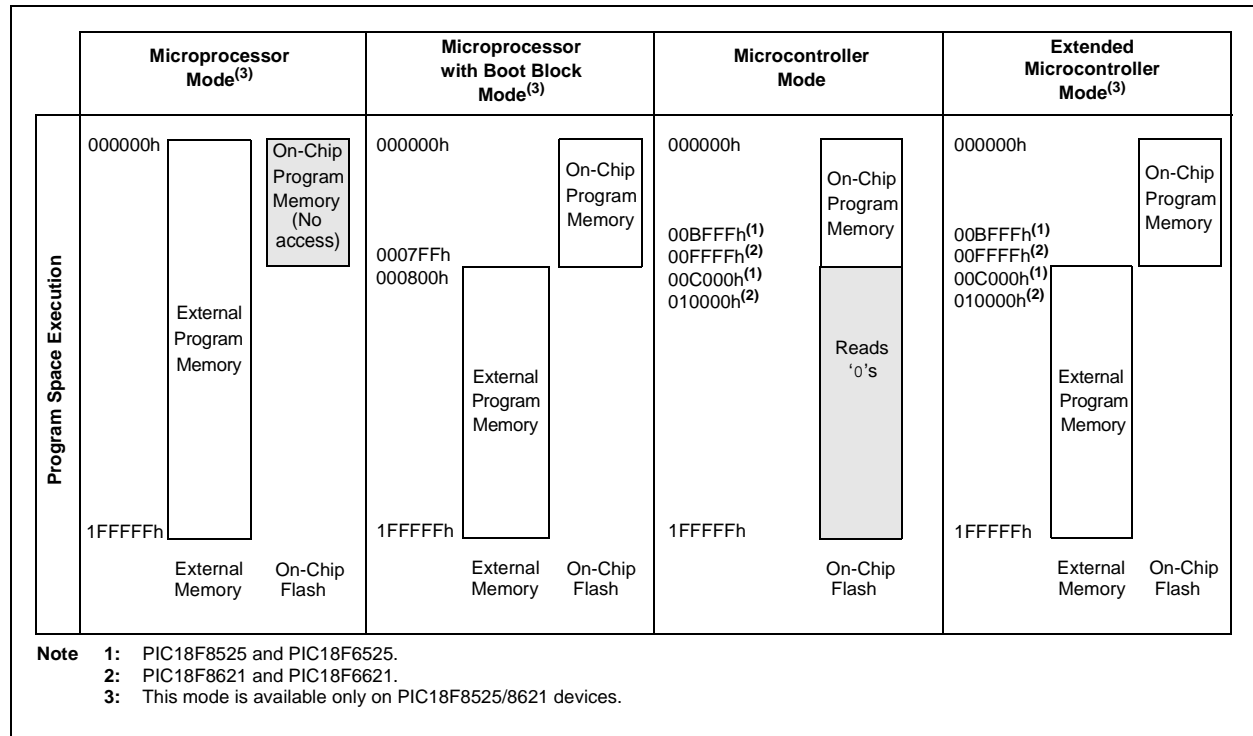 Microprocessor
Mode(3)
Microprocessor
with Boot Block
Mode(3)
Microcontroller
Mode
Extended
Microcontroller
Mode(3)
Program Space Execution
000000h
External
Program
Memory
1FFFFFh
On-Chip
Program
Memory
(No
access)
External
Memory
On-Chip
Flash
000000h
0007FFh
000800h
1FFFFFh
On-Chip
Program
Memory
External
Program
Memory
External
Memory
On-Chip
Flash
000000h
00BFFFh(1)
00FFFFh(2)
00C000h(1)
010000h(2)
1FFFFFh
On-Chip
Program
Memory
Reads
‘0’s
On-Chip
Flash
000000h
00BFFFh(1)
00FFFFh(2)
00C000h(1)
010000h(2)
1FFFFFh
On-Chip
Program
Memory
External
Program
Memory
External
Memory
On-Chip
Flash
Note 1: PIC18F8525 and PIC18F6525.
2: PIC18F8621 and PIC18F6621.
3: This mode is available only on PIC18F8525/8621 devices.